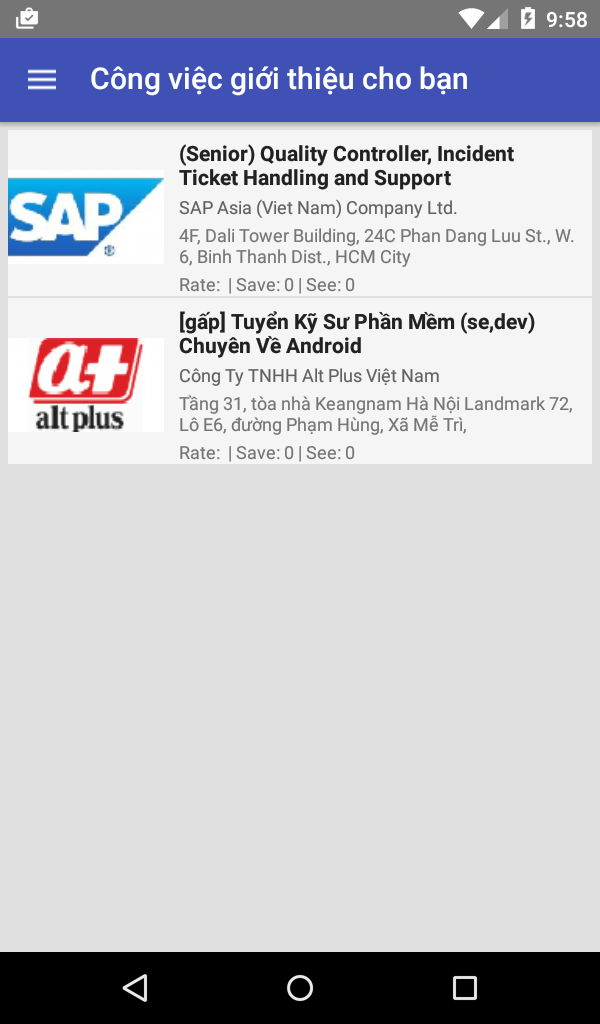 9:58
Công việc giới thiệu cho bạn
(Senior) Quality Controller, Incident
Ticket Handling and Support
SAP Asia (Viet Nam) Company Ltd.
4F, Dali Tower Building, 24C Phan Dang Luu St., W.
6, Binh Thanh Dist., HCM City
Rate:  | Save: 0 | See: 0
SAP ®
[gấp] Tuyển Kỹ Sư Phần Mềm (se,dev)
Chuyên Về Android
Công Ty TNHH Alt Plus Việt Nam
Tầng 31, tòa nhà Keangnam Hà Nội Landmark 72,
Lô E6, đường Phạm Hùng, Xã Mễ Trì,
Rate:  | Save: 0 | See: 0
a+
alt plus